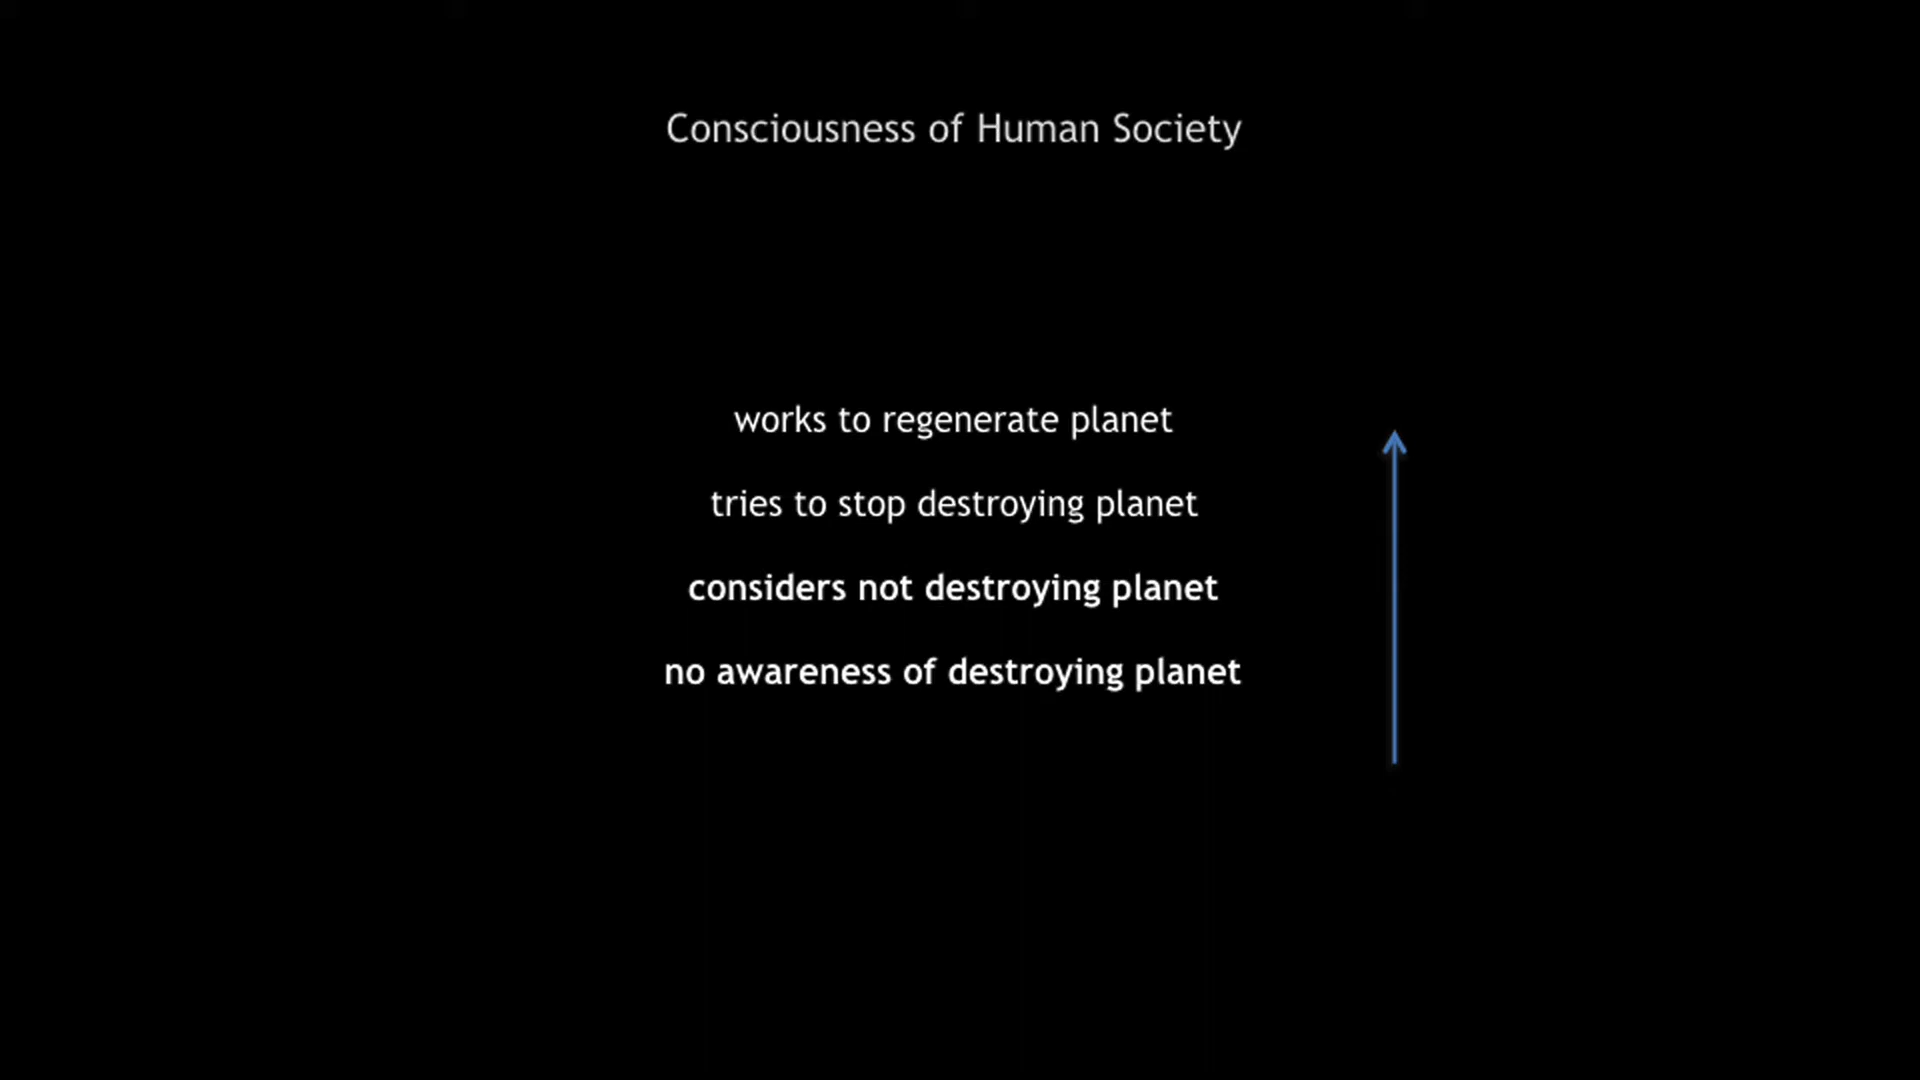 Consciousness of Human Society
works to regenerate planet
tries to stop destroying planet
considers not destroying planet
no awareness of destroying planet